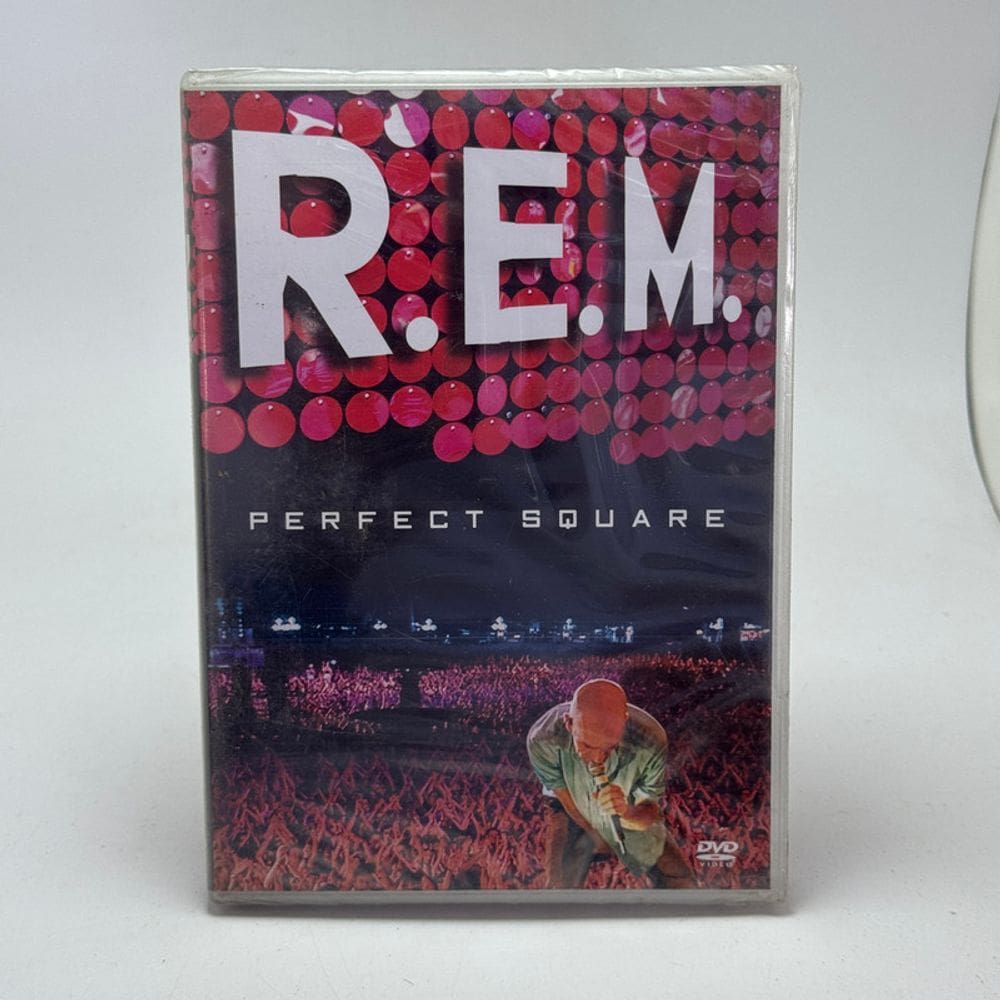 R.E.M.
PERFECT SQUARE
DVD
VIDEO